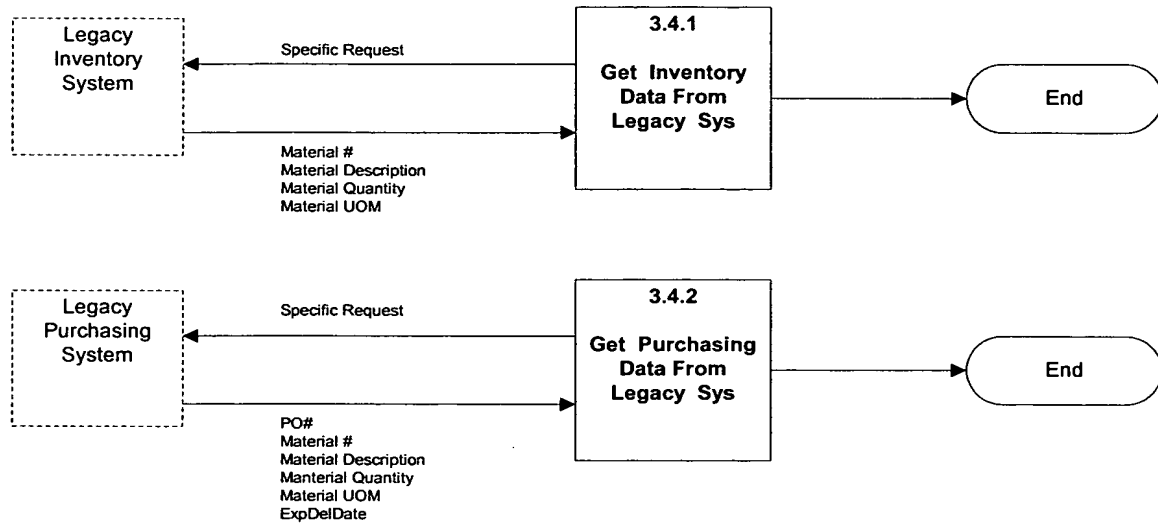 Legacy
Inventory
System
Specific Request
Material #
Material Description
Material Quantity
Material UOM
3.4.1
Get Inventory
Data From
Legacy Sys
End
Legacy
Purchasing
System
Specific Request
PO#
Material #
Material Description
Manterial Quantity
Material UOM
ExpDelDate
3.4.2
Get Purchasing
Data From
Legacy Sys
End